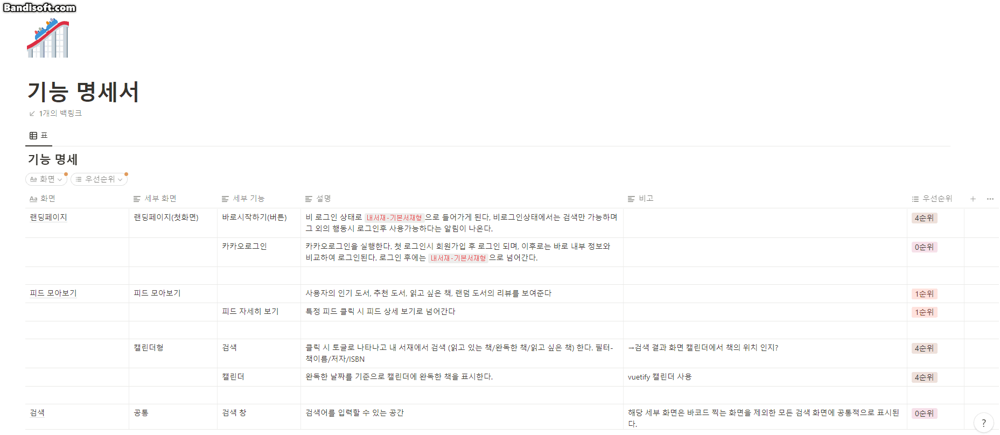 Bandisoft.com
기능 명세서
1개의 백링크
표
기능 명세
Aa 화면 우선순위
Aa 화면 세부 화면 세부 기능 설명 비고 우선순위
랜딩페이지 랜딩페이지(첫화면) 바로시작하기(버튼) 비 로그인 상태로 내서재-기본서재형으로 들어가게 된다, 비로그인상태에서는 검색만 가능하며 4순위
그 외의 행동시 로그인후 사용가능하다는 알림이 나온다.
카카오로그인 카카오로그인을 실행한다. 첫 로그인시 회원가입 후 로그인 되며, 이후로는 바로 내부 정보와 0순위
비교하여 로그인된다. 로그인 후에는 내서재-기본서재형으로 넘어간다.
피드 모아보기 피드 모아보기 사용자의 인기 도서, 추천 도서, 읽고 싶은 책, 랜덤 도서의 리뷰를 보여준다 1순위
피드 자세히 보기 특정 피드 클릭 시 피드 상세 보기로 넘어간다 1순위
캘린더형 검색 클릭 시 토글로 나타나고 내 서재에서 검색 (읽고 있는 책/완독한 책/읽고 싶은 책) 한다. 필터- →검색 결과 화면 캘린더에서 책의 위치 인지? 4순위
책이름/저자/ISBN
캘린더 완독한 날짜를 기준으로 캘린더에 완독한 책을 표시한다. vuetify 캘린더 사용 4순위
검색 공통 검색 창 검색어를 입력할 수 있는 공간 해당 세부 화면은 바코드 찍는 화면을 제외한 모든 검색 화면에 공통적으로 표시된 0순위
다.
?